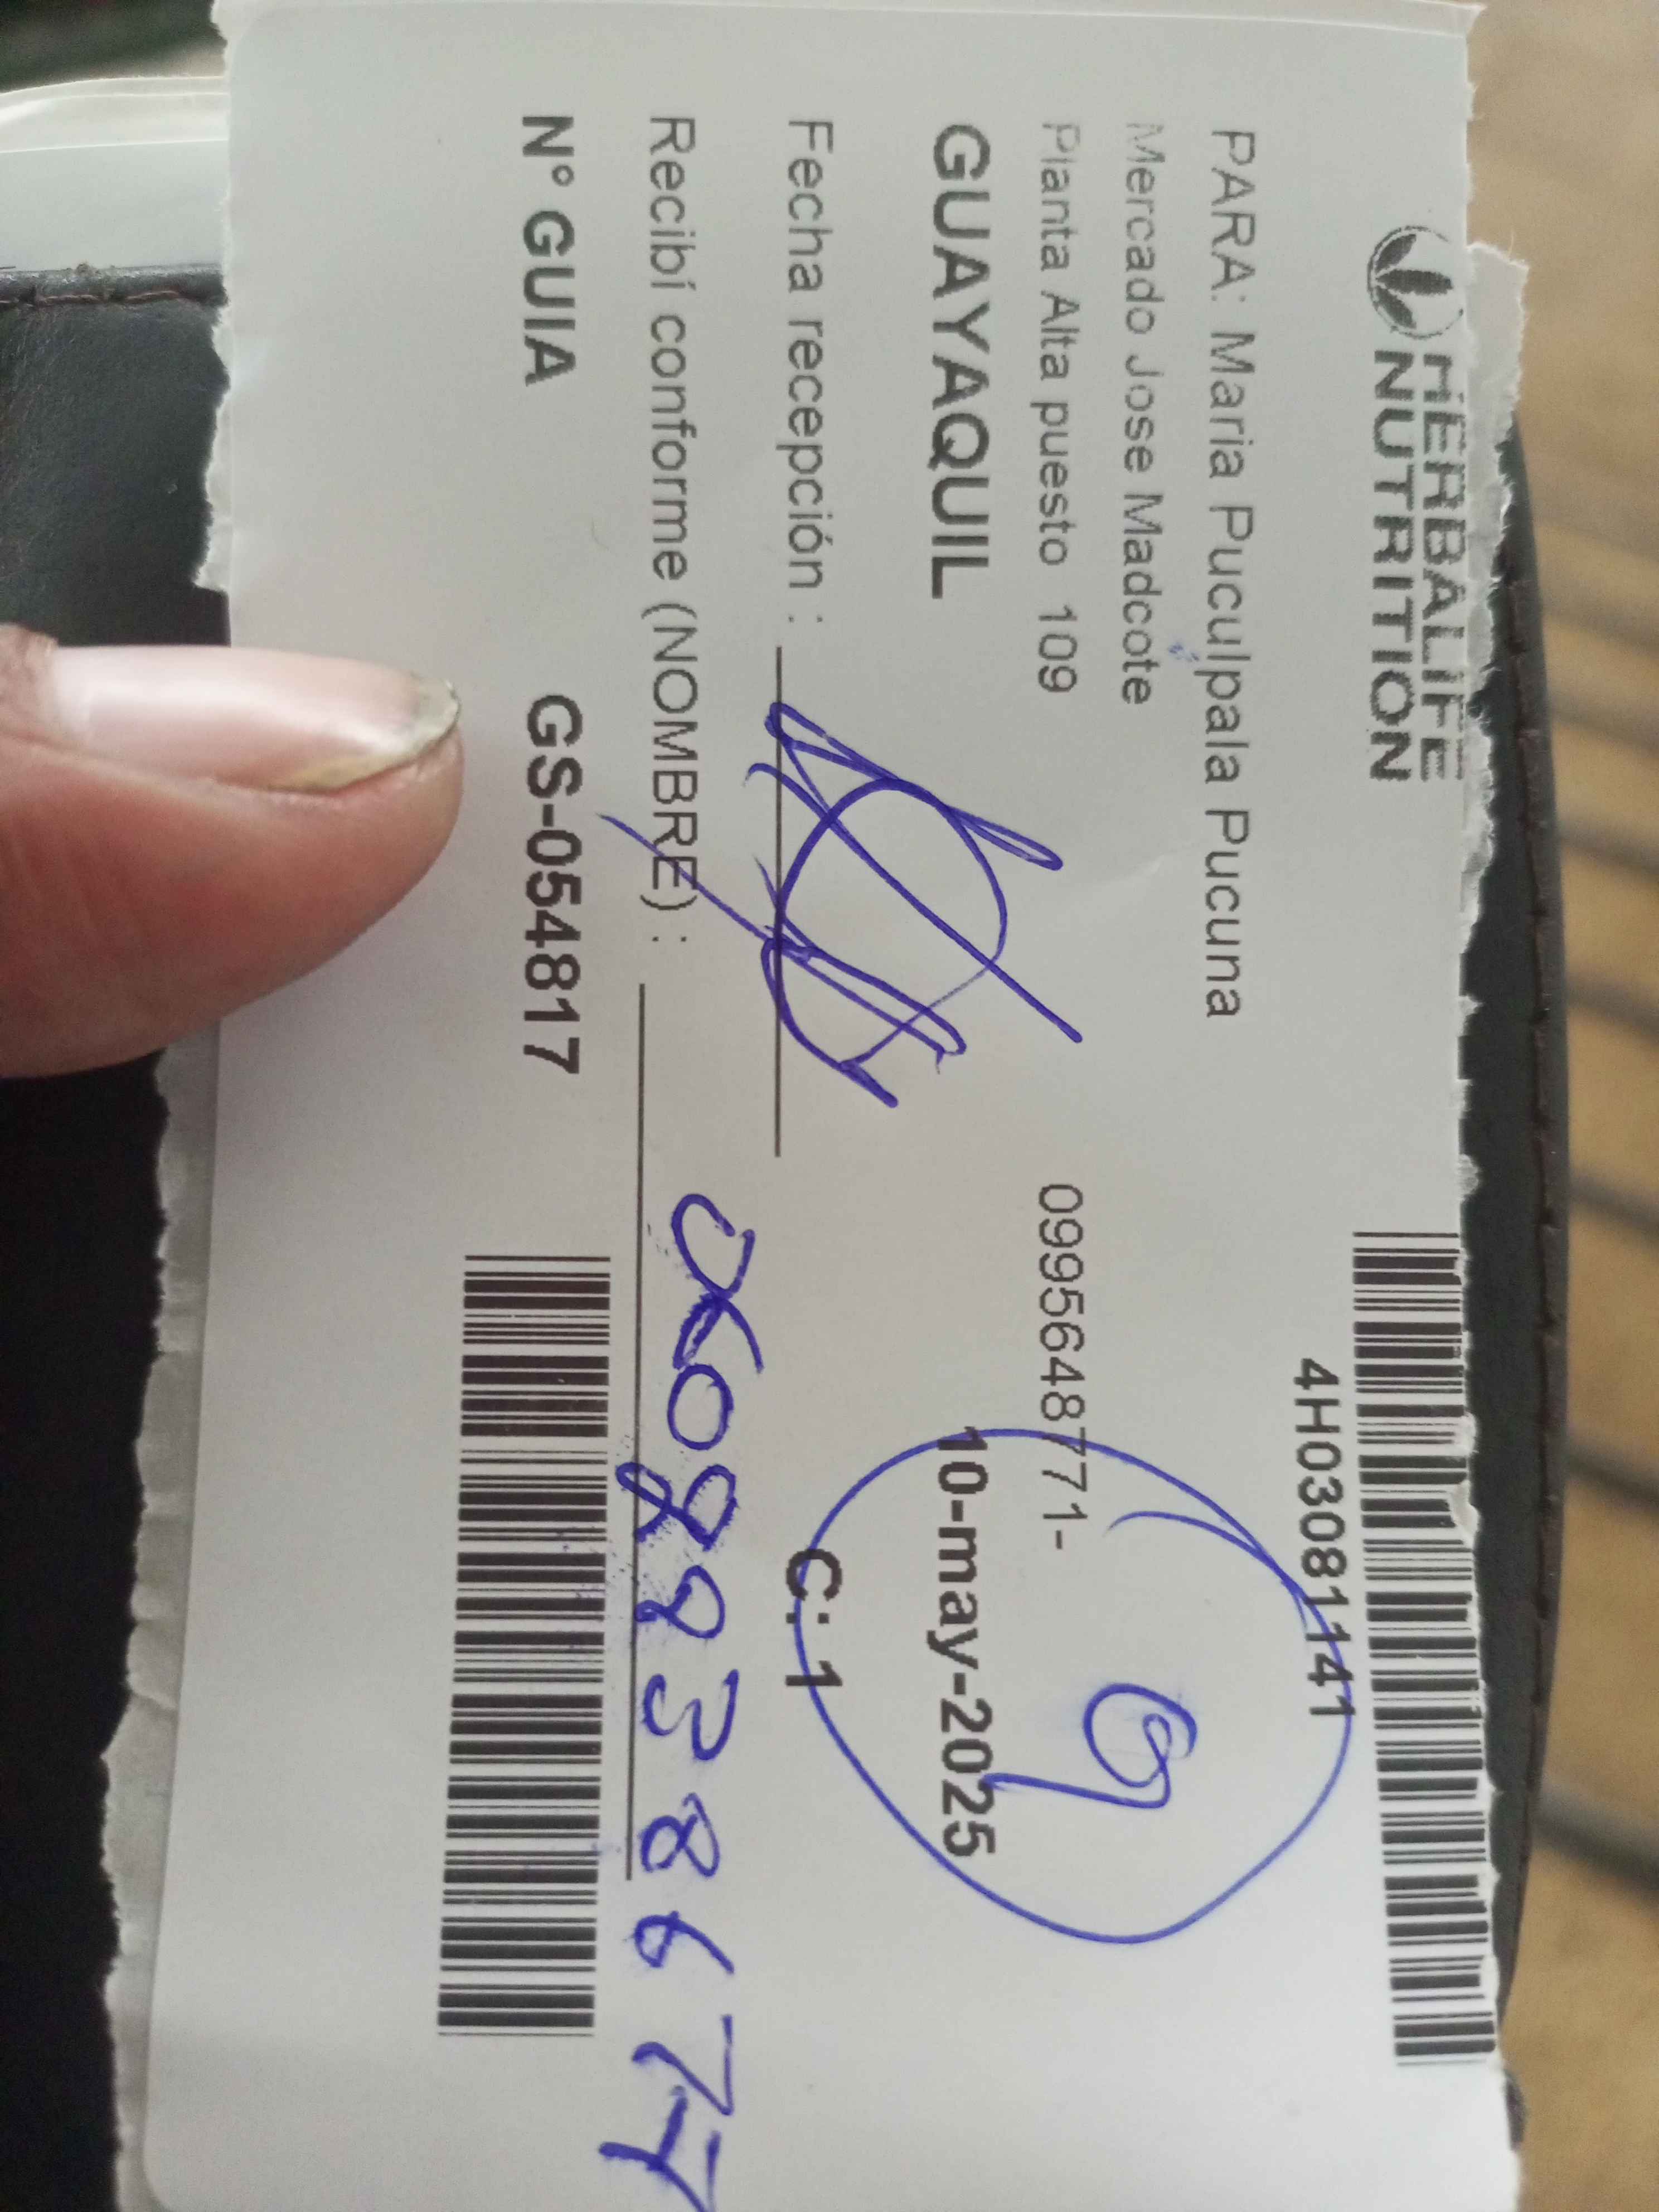 HERBALIFE
NUTRITION
4H03081141
PARA: Maria Puculpala Pucuna
Mercado Jose Madcote
Planta Alta puesto 109 0995648771-
GUAYAQUIL 10-may-2025
Fecha recepción : C: 1
Recibí conforme (NOMBRE) :
N° GUIA GS-054817